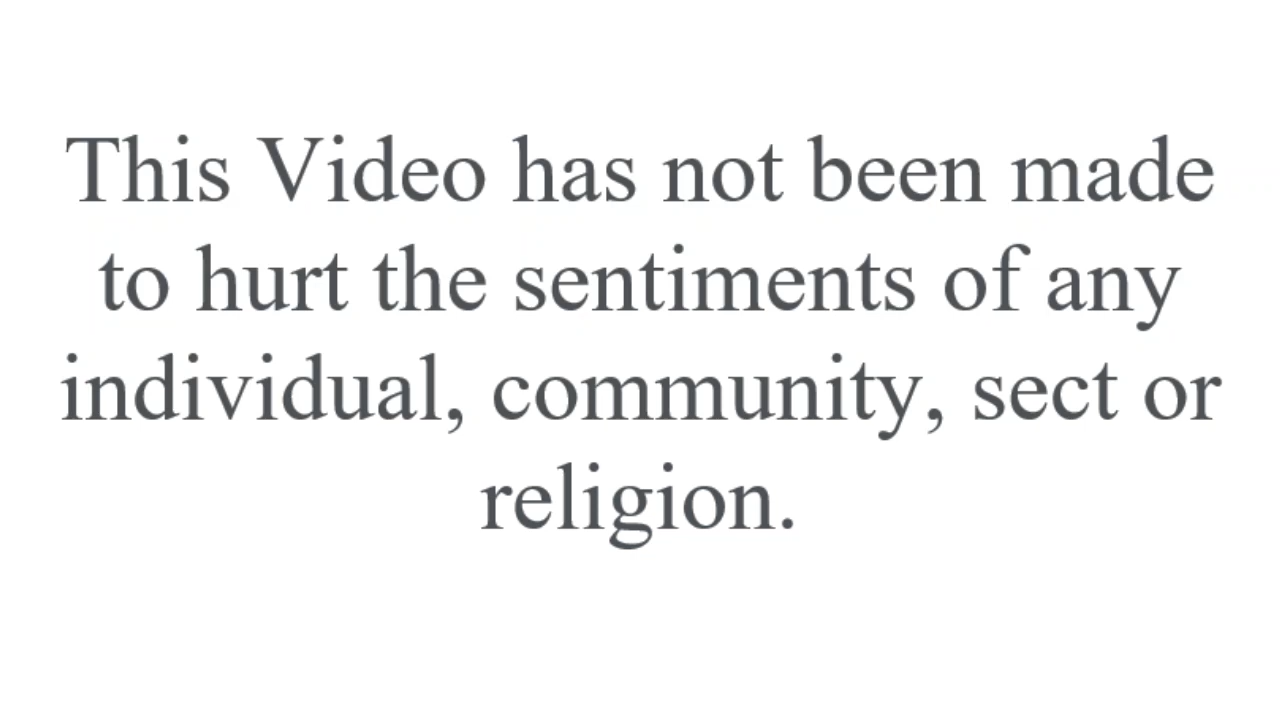 This Video has not been made
to hurt the sentiments of any
individual, community, sect or
religion.